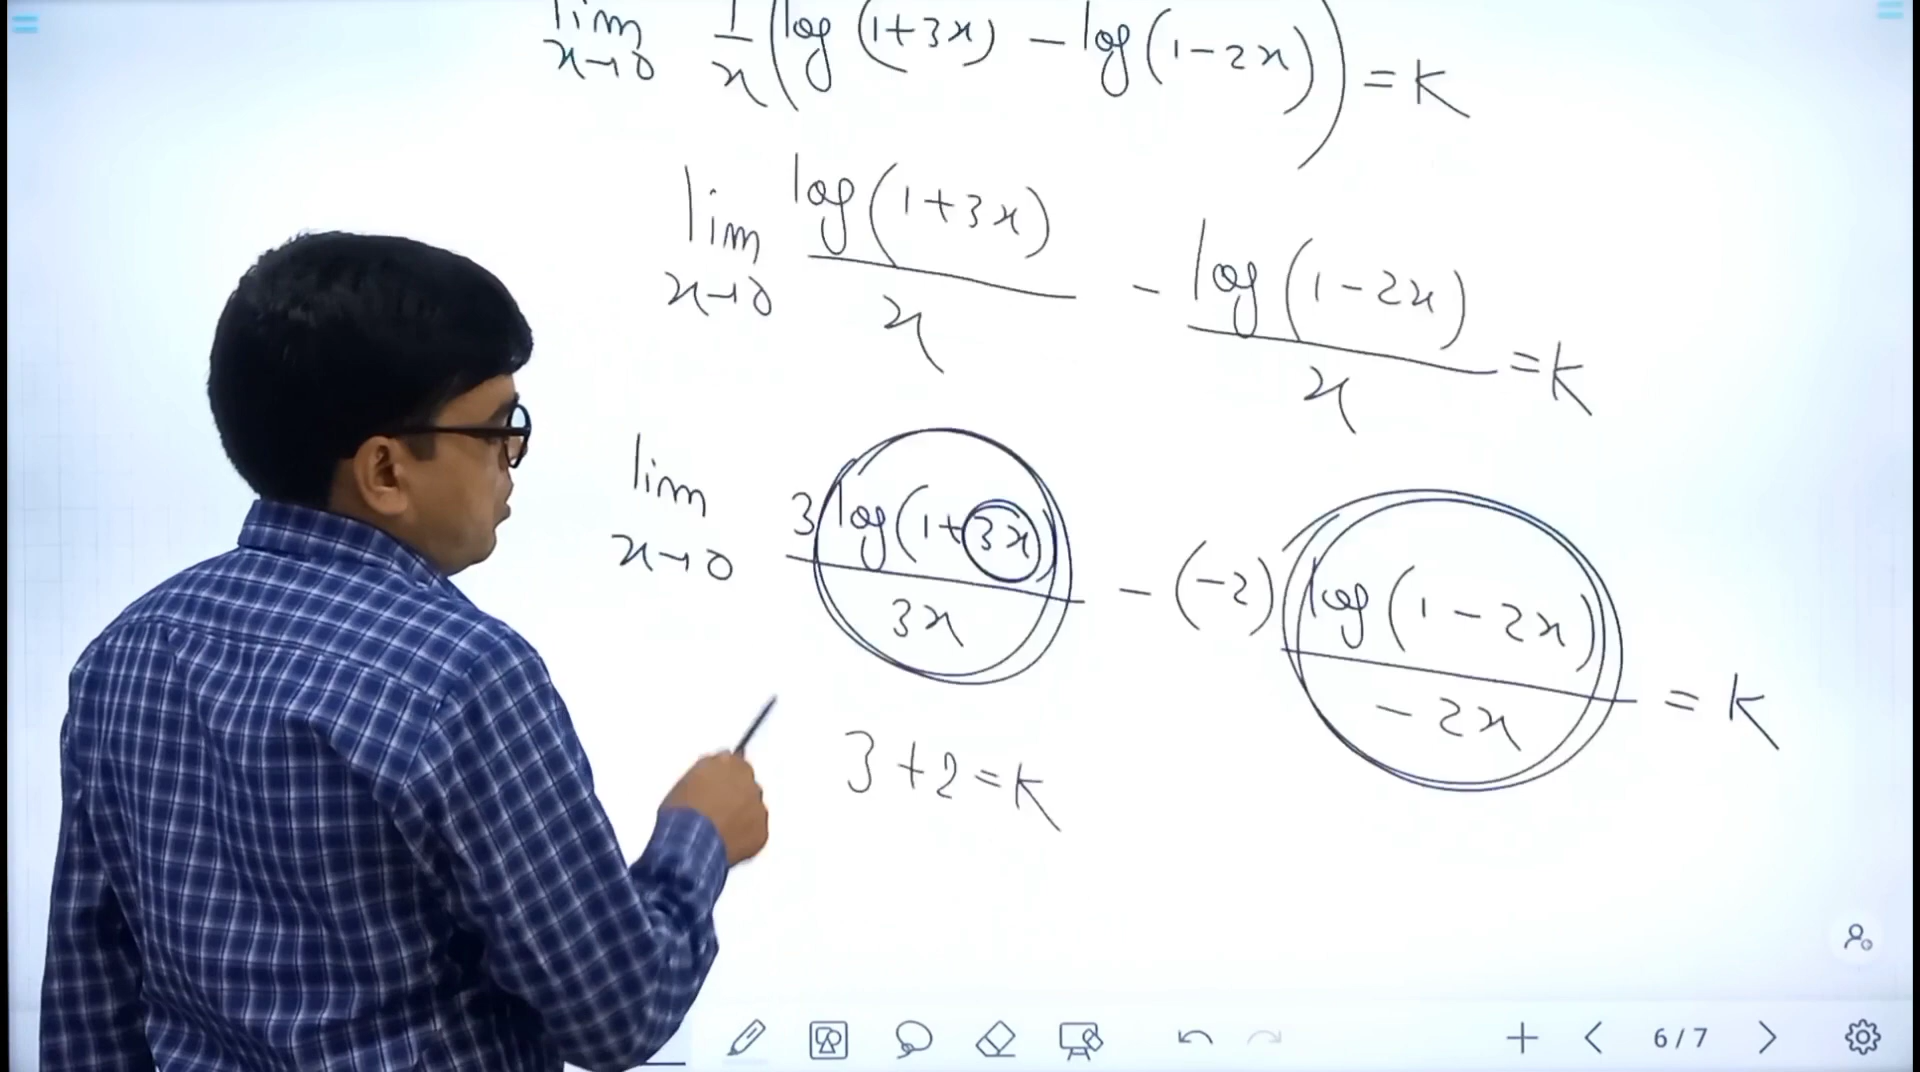 lim x→0 1/x (log (1+3x) - log (1-2x)) = k
lim x→0 log (1+3x) / x - log (1-2x) / x = k
lim x→0 3 log (1+3x) / 3x - (-2) log (1-2x) / -2x = k
3+2=k
6/7